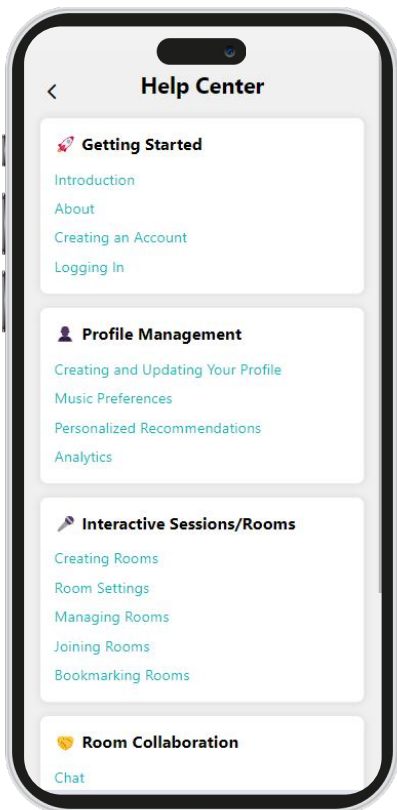 Help Center
Getting Started
Introduction
About
Creating an Account
Logging In
Profile Management
Creating and Updating Your Profile
Music Preferences
Personalized Recommendations
Analytics
Interactive Sessions/Rooms
Creating Rooms
Room Settings
Managing Rooms
Joining Rooms
Bookmarking Rooms
Room Collaboration
Chat